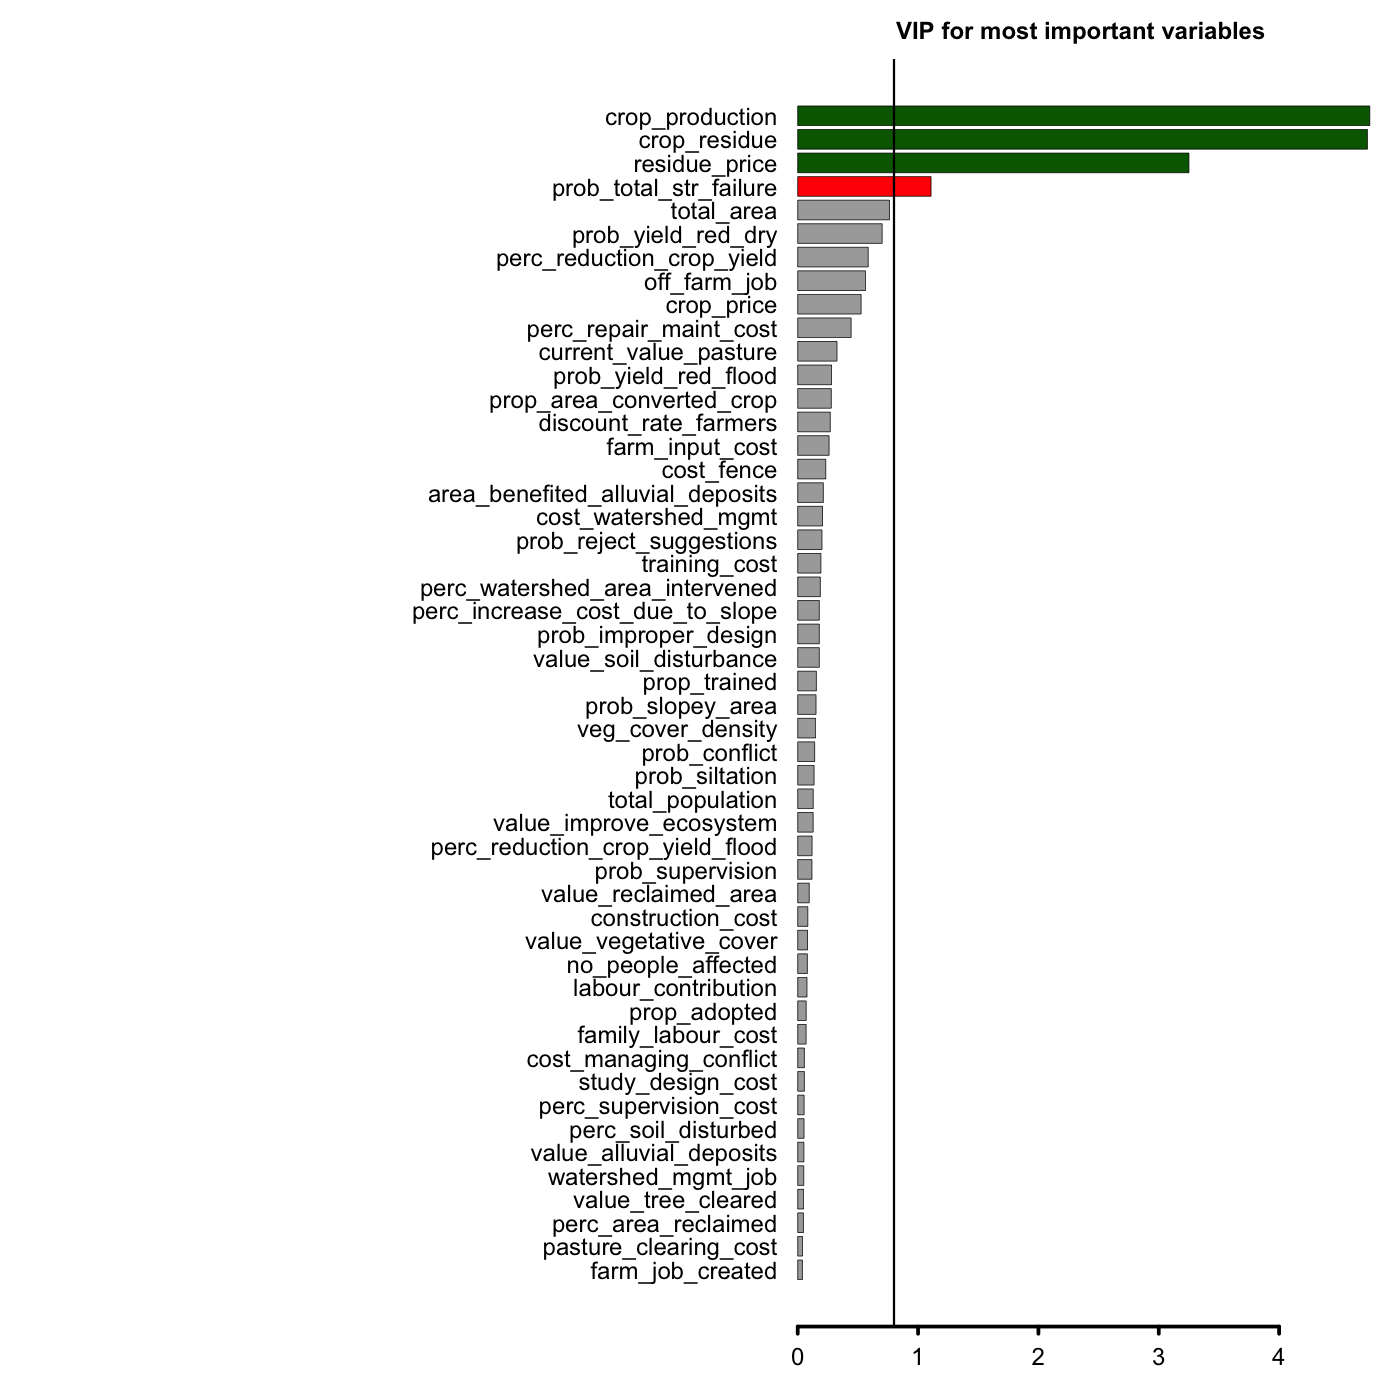 VIP for most important variables
crop_production
crop_residue
residue_price
prob_total_str_failure
total_area
prob_yield_red_dry
perc_reduction_crop_yield
off_farm_job
crop_price
perc_repair_maint_cost
current_value_pasture
prob_yield_red_flood
prop_area_converted_crop
discount_rate_farmers
farm_input_cost
cost_fence
area_benefited_alluvial_deposits
cost_watershed_mgmt
prob_reject_suggestions
training_cost
perc_watershed_area_intervened
perc_increase_cost_due_to_slope
prob_improper_design
value_soil_disturbance
prop_trained
prob_slopey_area
veg_cover_density
prob_conflict
prob_siltation
total_population
value_improve_ecosystem
perc_reduction_crop_yield_flood
prob_supervision
value_reclaimed_area
construction_cost
value_vegetative_cover
no_people_affected
labour_contribution
prop_adopted
family_labour_cost
cost_managing_conflict
study_design_cost
perc_supervision_cost
perc_soil_disturbed
value_alluvial_deposits
watershed_mgmt_job
value_tree_cleared
perc_area_reclaimed
pasture_clearing_cost
farm_job_created
0 1 2 3 4